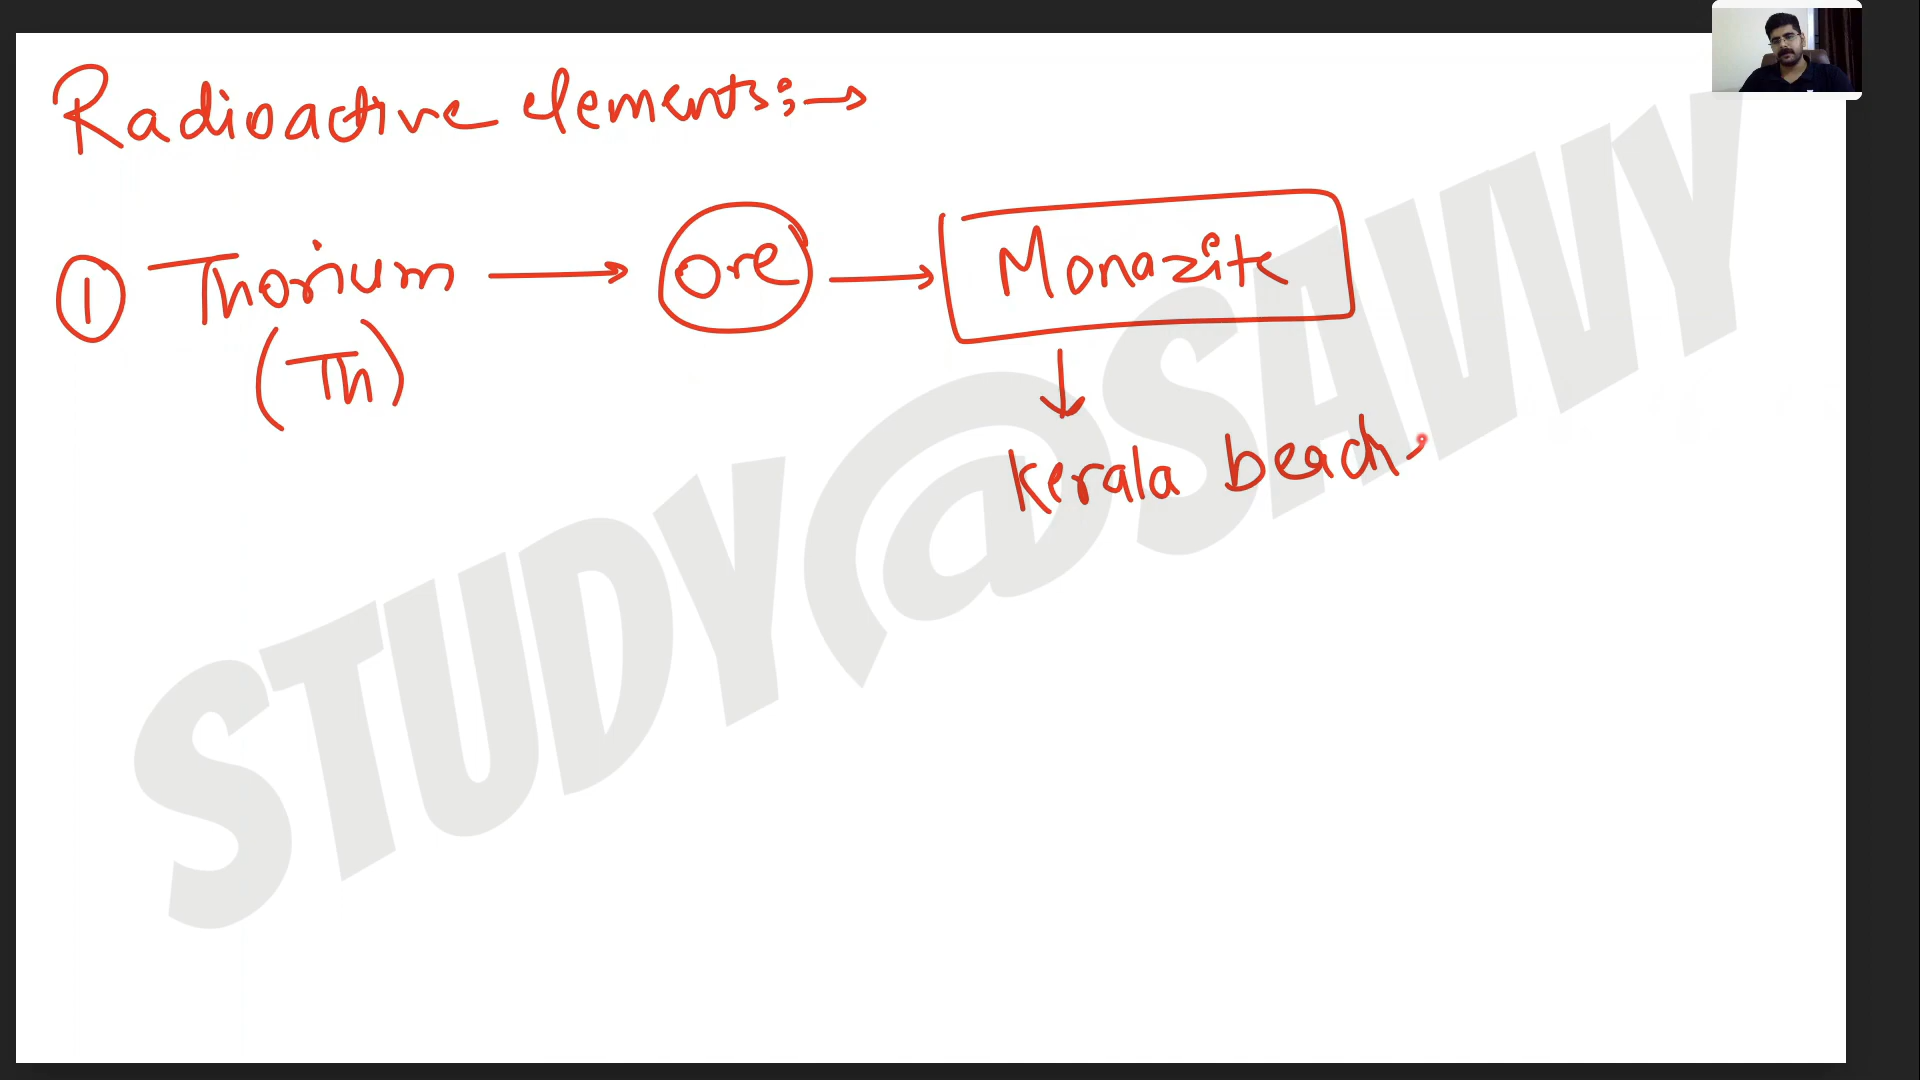 Radioactive elements:→
① Thorium → Ore → Monazite
(Th)
↓
Kerala beach
STUDY@SAVVY